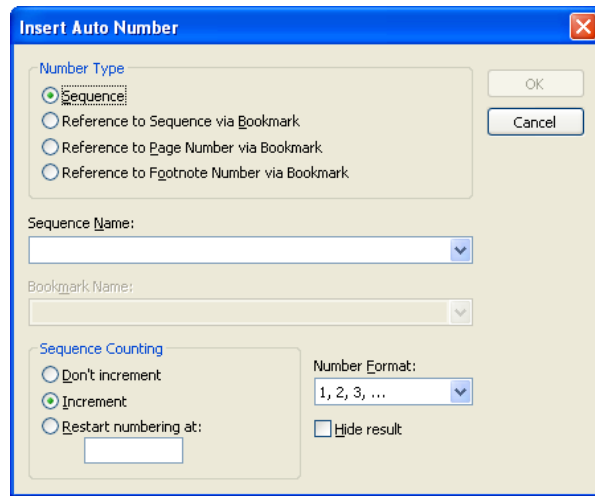 Insert Auto Number
Number Type
Sequence
Reference to Sequence via Bookmark
Reference to Page Number via Bookmark
Reference to Footnote Number via Bookmark
OK
Cancel
Sequence Name:
Bookmark Name:
Sequence Counting
Don't increment
Increment
Restart numbering at:
Number Format:
1, 2, 3, ...
Hide result